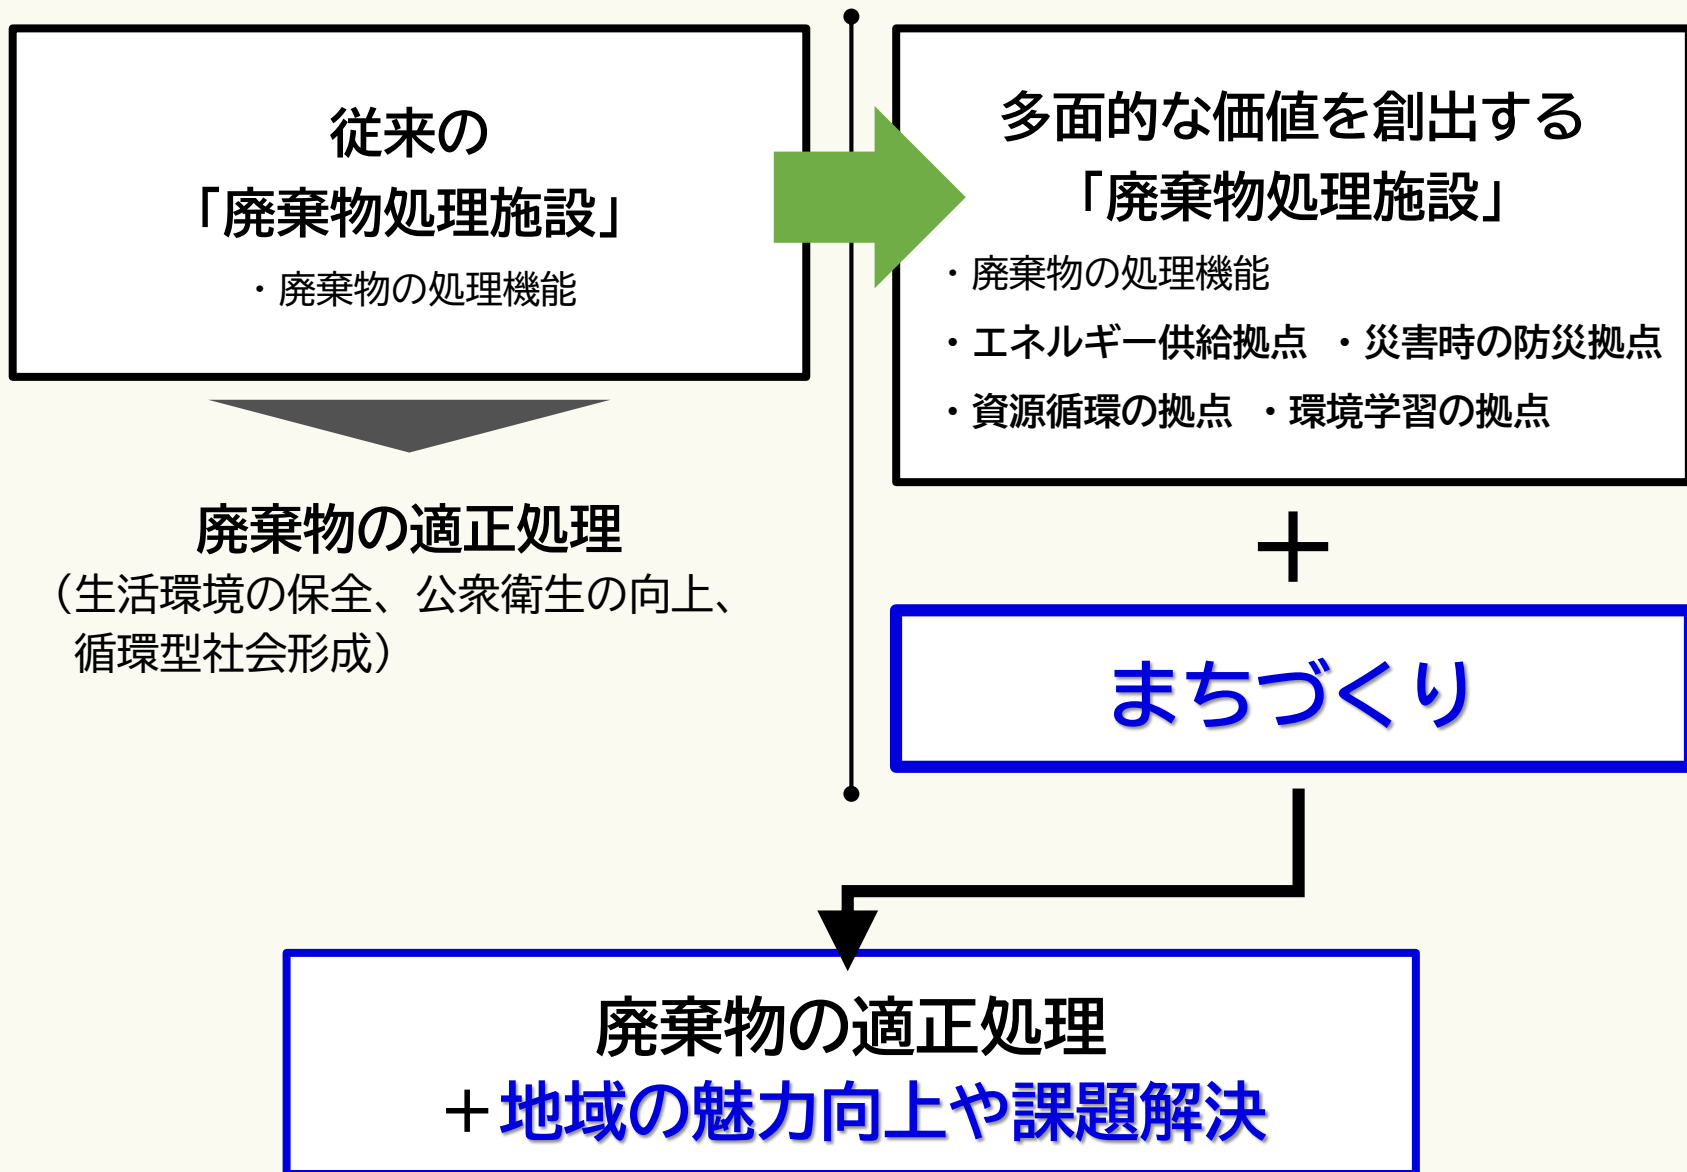 従来の
「廃棄物処理施設」
・廃棄物の処理機能
廃棄物の適正処理
（生活環境の保全、公衆衛生の向上、
循環型社会形成）
多面的な価値を創出する
「廃棄物処理施設」
・廃棄物の処理機能
・エネルギー供給拠点　・災害時の防災拠点
・資源循環の拠点　・環境学習の拠点
＋
まちづくり
廃棄物の適正処理
＋地域の魅力向上や課題解決